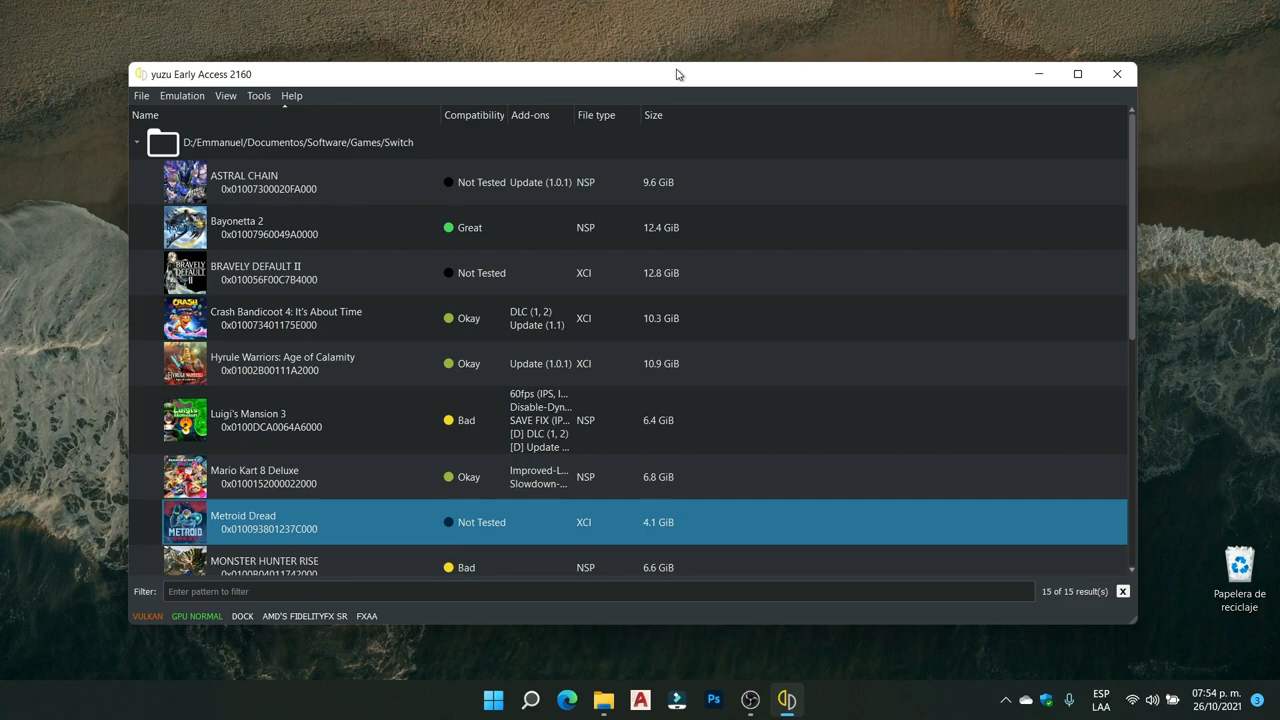 yuzu Early Access 2160
File Emulation View Tools Help
Name Compatibility Add-ons File type Size
D:/Emmanuel/Documentos/Software/Games/Switch
ASTRAL CHAIN
0x01007300020FA000
Not Tested Update (1.0.1) NSP 9.6 GiB
Bayonetta 2
0x01007960049A0000
Great NSP 12.4 GiB
BRAVELY DEFAULT II
0x010056F00C7B4000
Not Tested XCI 12.8 GiB
Crash Bandicoot 4: It's About Time
0x010073401175E000
Okay DLC (1, 2) XCI 10.3 GiB
Update (1.1)
Hyrule Warriors: Age of Calamity
0x01002B00111A2000
Okay Update (1.0.1) XCI 10.9 GiB
Luigi's Mansion 3
0x0100DCA0064A6000
Bad
60fps (IPS, I...
Disable-Dyn...
SAVE FIX (IP...
[D] DLC (1, 2)
[D] Update ...
NSP 6.4 GiB
Mario Kart 8 Deluxe
0x0100152000022000
Okay
Improved-L...
Slowdown-...
NSP 6.8 GiB
Metroid Dread
0x010093801237C000
Not Tested XCI 4.1 GiB
MONSTER HUNTER RISE
0x0100B04011742000
Bad NSP 6.6 GiB
Filter: Enter pattern to filter 15 of 15 result(s) X
VULKAN GPU NORMAL DOCK AMD'S FIDELITYFX SR FXAA
Papelera de
reciclaje
A Ps
ESP
LAA
07:54 p. m.
26/10/2021
3